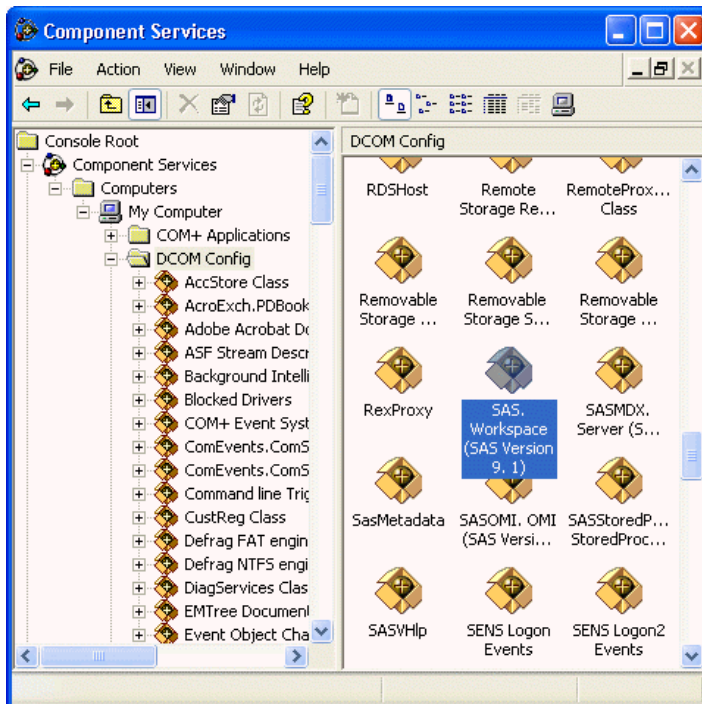 Component Services
File Action View Window Help
Console Root
Component Services
Computers
My Computer
COM+ Applications
DCOM Config
AccStore Class
AcroExch.PDBook
Adobe Acrobat Do
ASF Stream Descr
Background Intelli
Blocked Drivers
COM+ Event Syst
ComEvents.ComS
ComEvents.ComS
Command line Trig
CustReg Class
Defrag FAT engin
Defrag NTFS engi
DiagServices Clas
EMTree Document
Event Object Cha
DCOM Config
RDSHost
Remote
Storage Re...
RemoteProx...
Class
Removable
Storage ...
Removable
Storage S...
Removable
Storage ...
RexProxy
SAS.
Workspace
(SAS Version
9. 1)
SASMDX.
Server (S...
SasMetadata
SASOMI. OMI
(SAS Versi...
SASStoredP...
StoredProc...
SASVHlp
SENS Logon
Events
SENS Logon2
Events